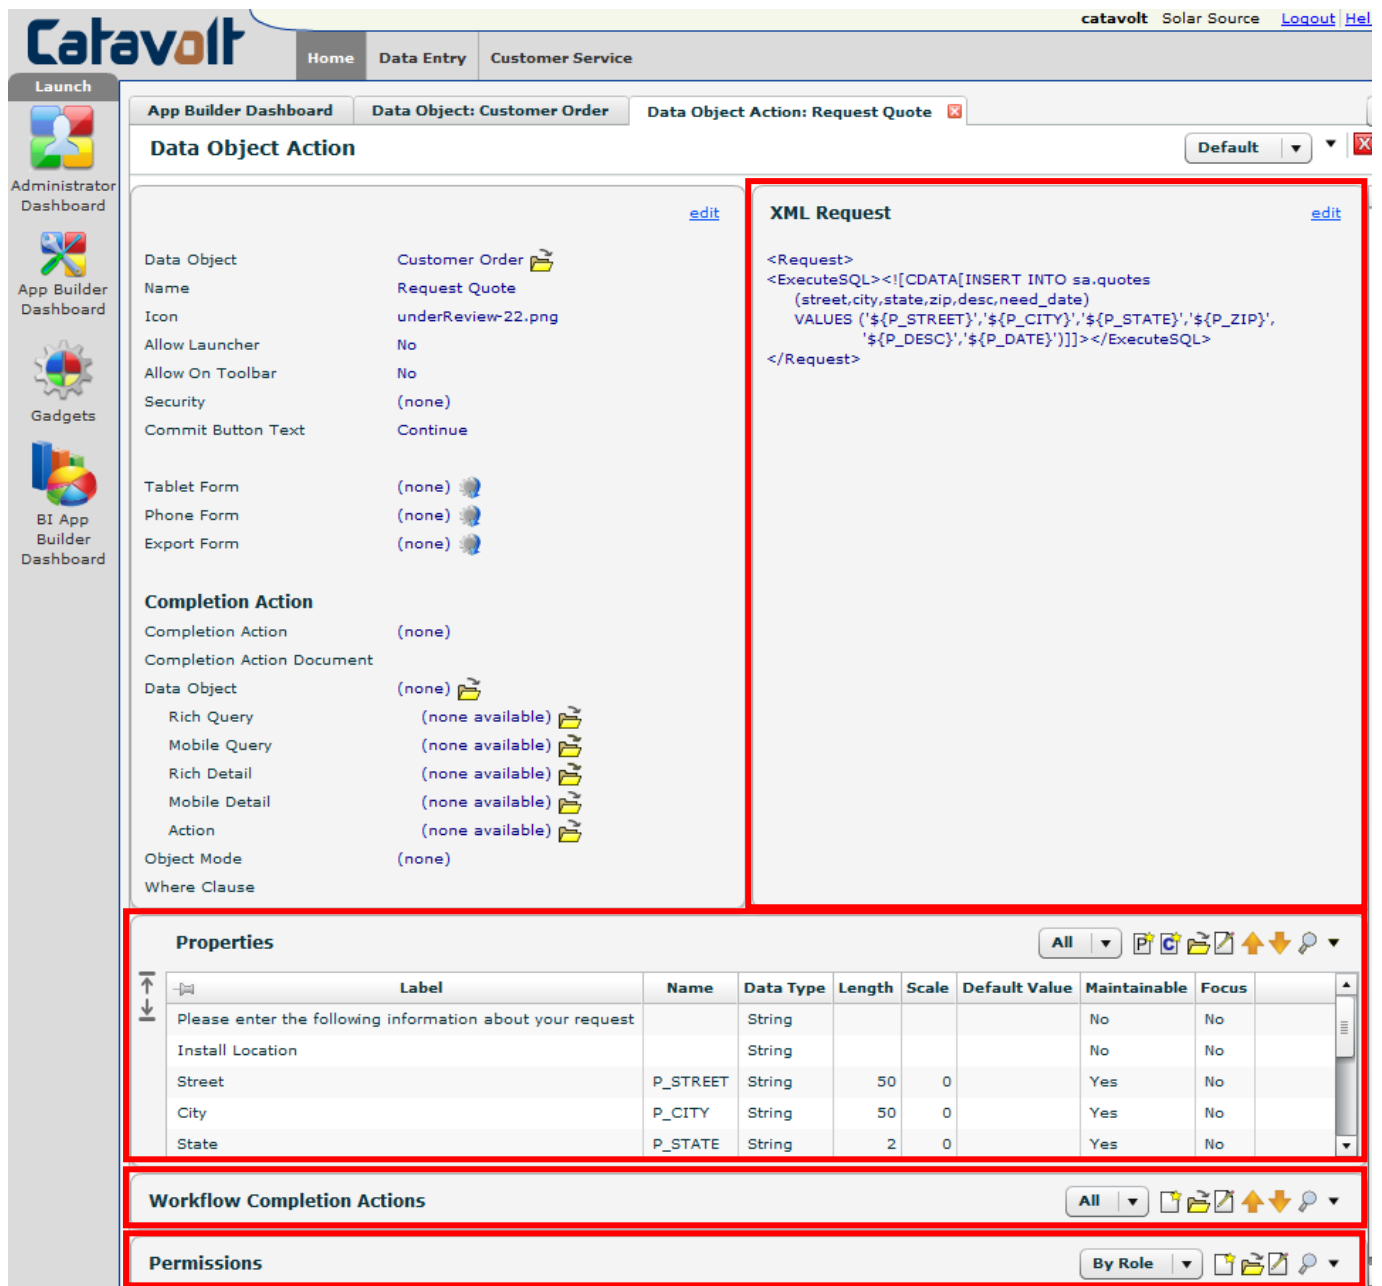 catavolt Solar Source Logout Hel
Catavolt
Home Data Entry Customer Service
Launch
App Builder Dashboard Data Object: Customer Order Data Object Action: Request Quote
Data Object Action Default
Administrator
Dashboard
App Builder
Dashboard
Gadgets
BI App
Builder
Dashboard
edit
Data Object Customer Order
Name Request Quote
Icon underReview-22.png
Allow Launcher No
Allow On Toolbar No
Security (none)
Commit Button Text Continue
Tablet Form (none)
Phone Form (none)
Export Form (none)
Completion Action
Completion Action (none)
Completion Action Document
Data Object (none)
Rich Query (none available)
Mobile Query (none available)
Rich Detail (none available)
Mobile Detail (none available)
Action (none available)
Object Mode (none)
Where Clause
XML Request edit
<Request>
<ExecuteSQL><![CDATA[INSERT INTO sa.quotes
(street,city,state,zip,desc,need_date)
VALUES ('${P_STREET}','${P_CITY}','${P_STATE}','${P_ZIP}',
'${P_DESC}','${P_DATE}')]]></ExecuteSQL>
</Request>
Properties All
Label Name Data Type Length Scale Default Value Maintainable Focus
Please enter the following information about your request String No No
Install Location String No No
Street P_STREET String 50 0 Yes No
City P_CITY String 50 0 Yes No
State P_STATE String 2 0 Yes No
Workflow Completion Actions All
Permissions By Role